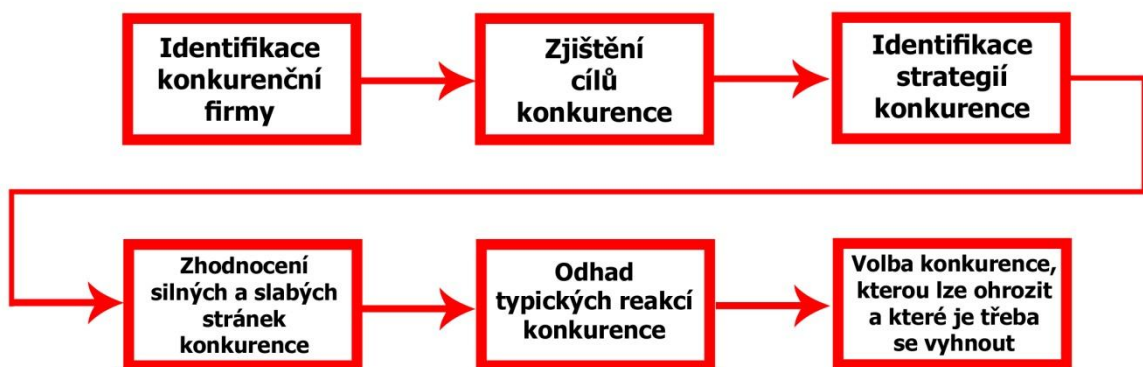 Identifikace
konkurenční
firmy
Zjištění
cílů
konkurence
Identifikace
strategií
konkurence
Zhodnocení
silných a slabých
stránek
konkurence
Odhad
typických reakcí
konkurence
Volba konkurence,
kterou lze ohrozit
a které je třeba
se vyhnout